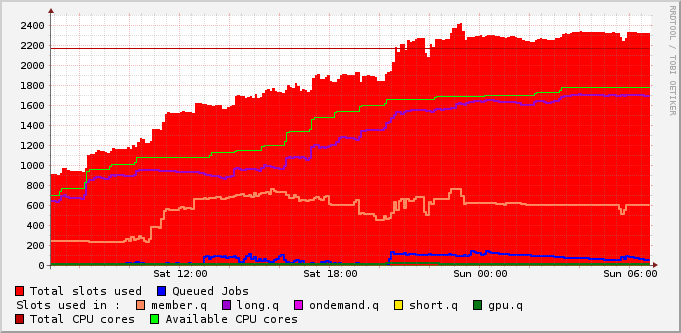 2400
2200
2000
1800
1600
1400
1200
1000
800
600
400
200
0
Sat 12:00 Sat 18:00 Sun 00:00 Sun 06:00
Total slots used Queued Jobs
Slots used in : member.q long.q ondemand.q short.q gpu.q
Total CPU cores Available CPU cores
RRDTOOL / TOBI OETIKER